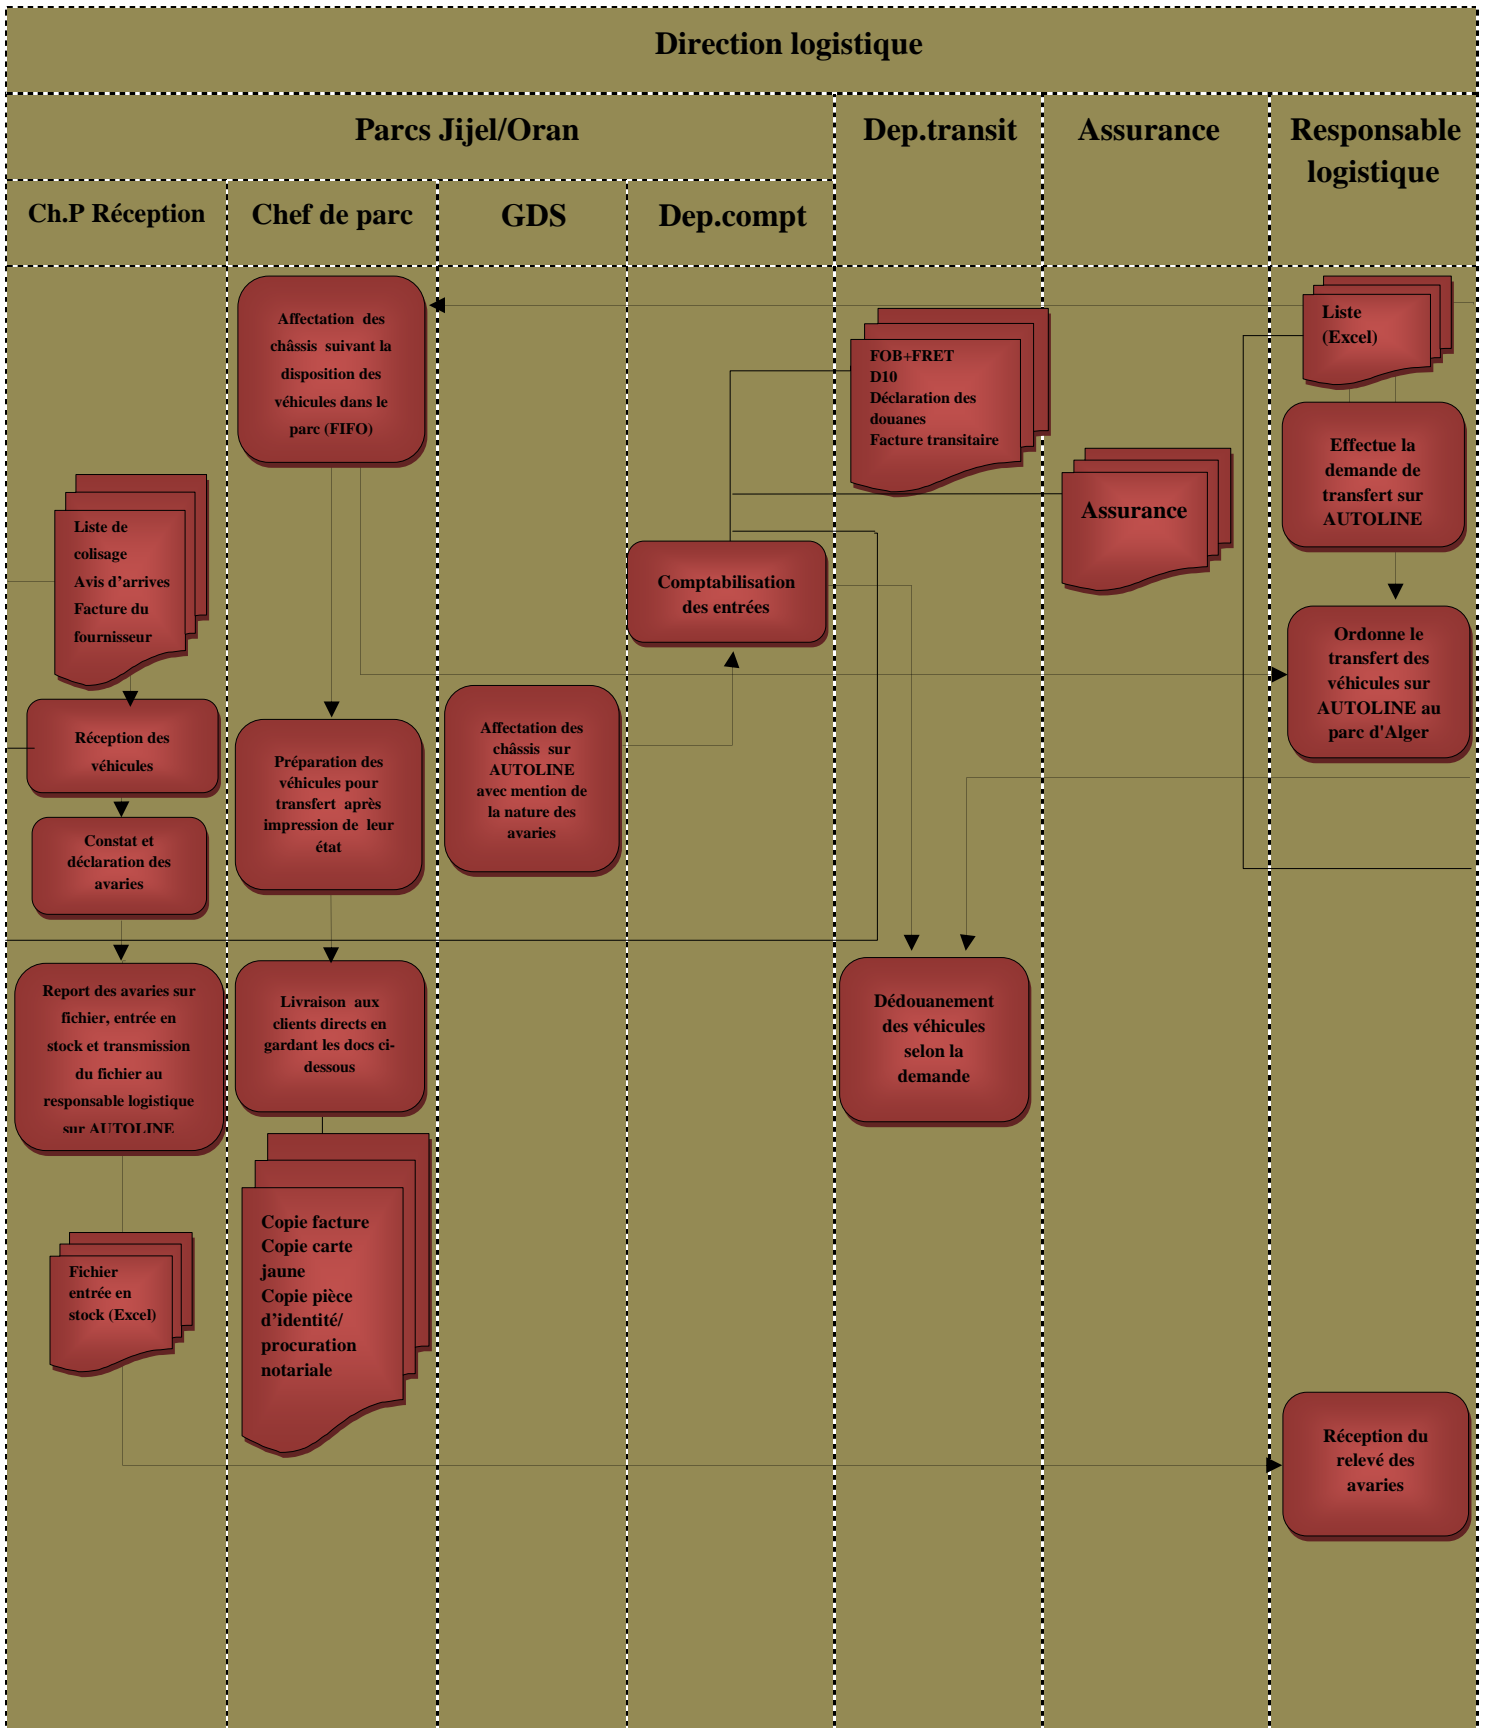 Direction logistique
Parcs Jijel/Oran
Dep.transit
Assurance
Responsable
logistique
Ch.P Réception
Chef de parc
GDS
Dep.compt
Liste de
colisage
Avis d'arrives
Facture du
fournisseur
Réception des
véhicules
Constat et
déclaration des
avaries
Report des avaries sur
fichier, entrée en
stock et transmission
du fichier au
responsable logistique
sur AUTOLINE
Fichier
entrée en
stock (Excel)
Affectation  des
châssis  suivant la
disposition des
véhicules dans le
parc (FIFO)
Préparation des
véhicules pour
transfert  après
impression de  leur
état
Livraison  aux
clients directs en
gardant les docs ci-
dessous
Copie facture
Copie carte
jaune
Copie pièce
d'identité/
procuration
notariale
Affectation des
châssis  sur
AUTOLINE
avec mention de
la nature des
avaries
Comptabilisation
des entrées
FOB+FRET
D10
Déclaration des
douanes
Facture transitaire
Dédouanement
des véhicules
selon la
demande
Assurance
Liste
(Excel)
Effectue la
demande de
transfert sur
AUTOLINE
Ordonne le
transfert des
véhicules sur
AUTOLINE au
parc d'Alger
Réception du
relevé des
avaries